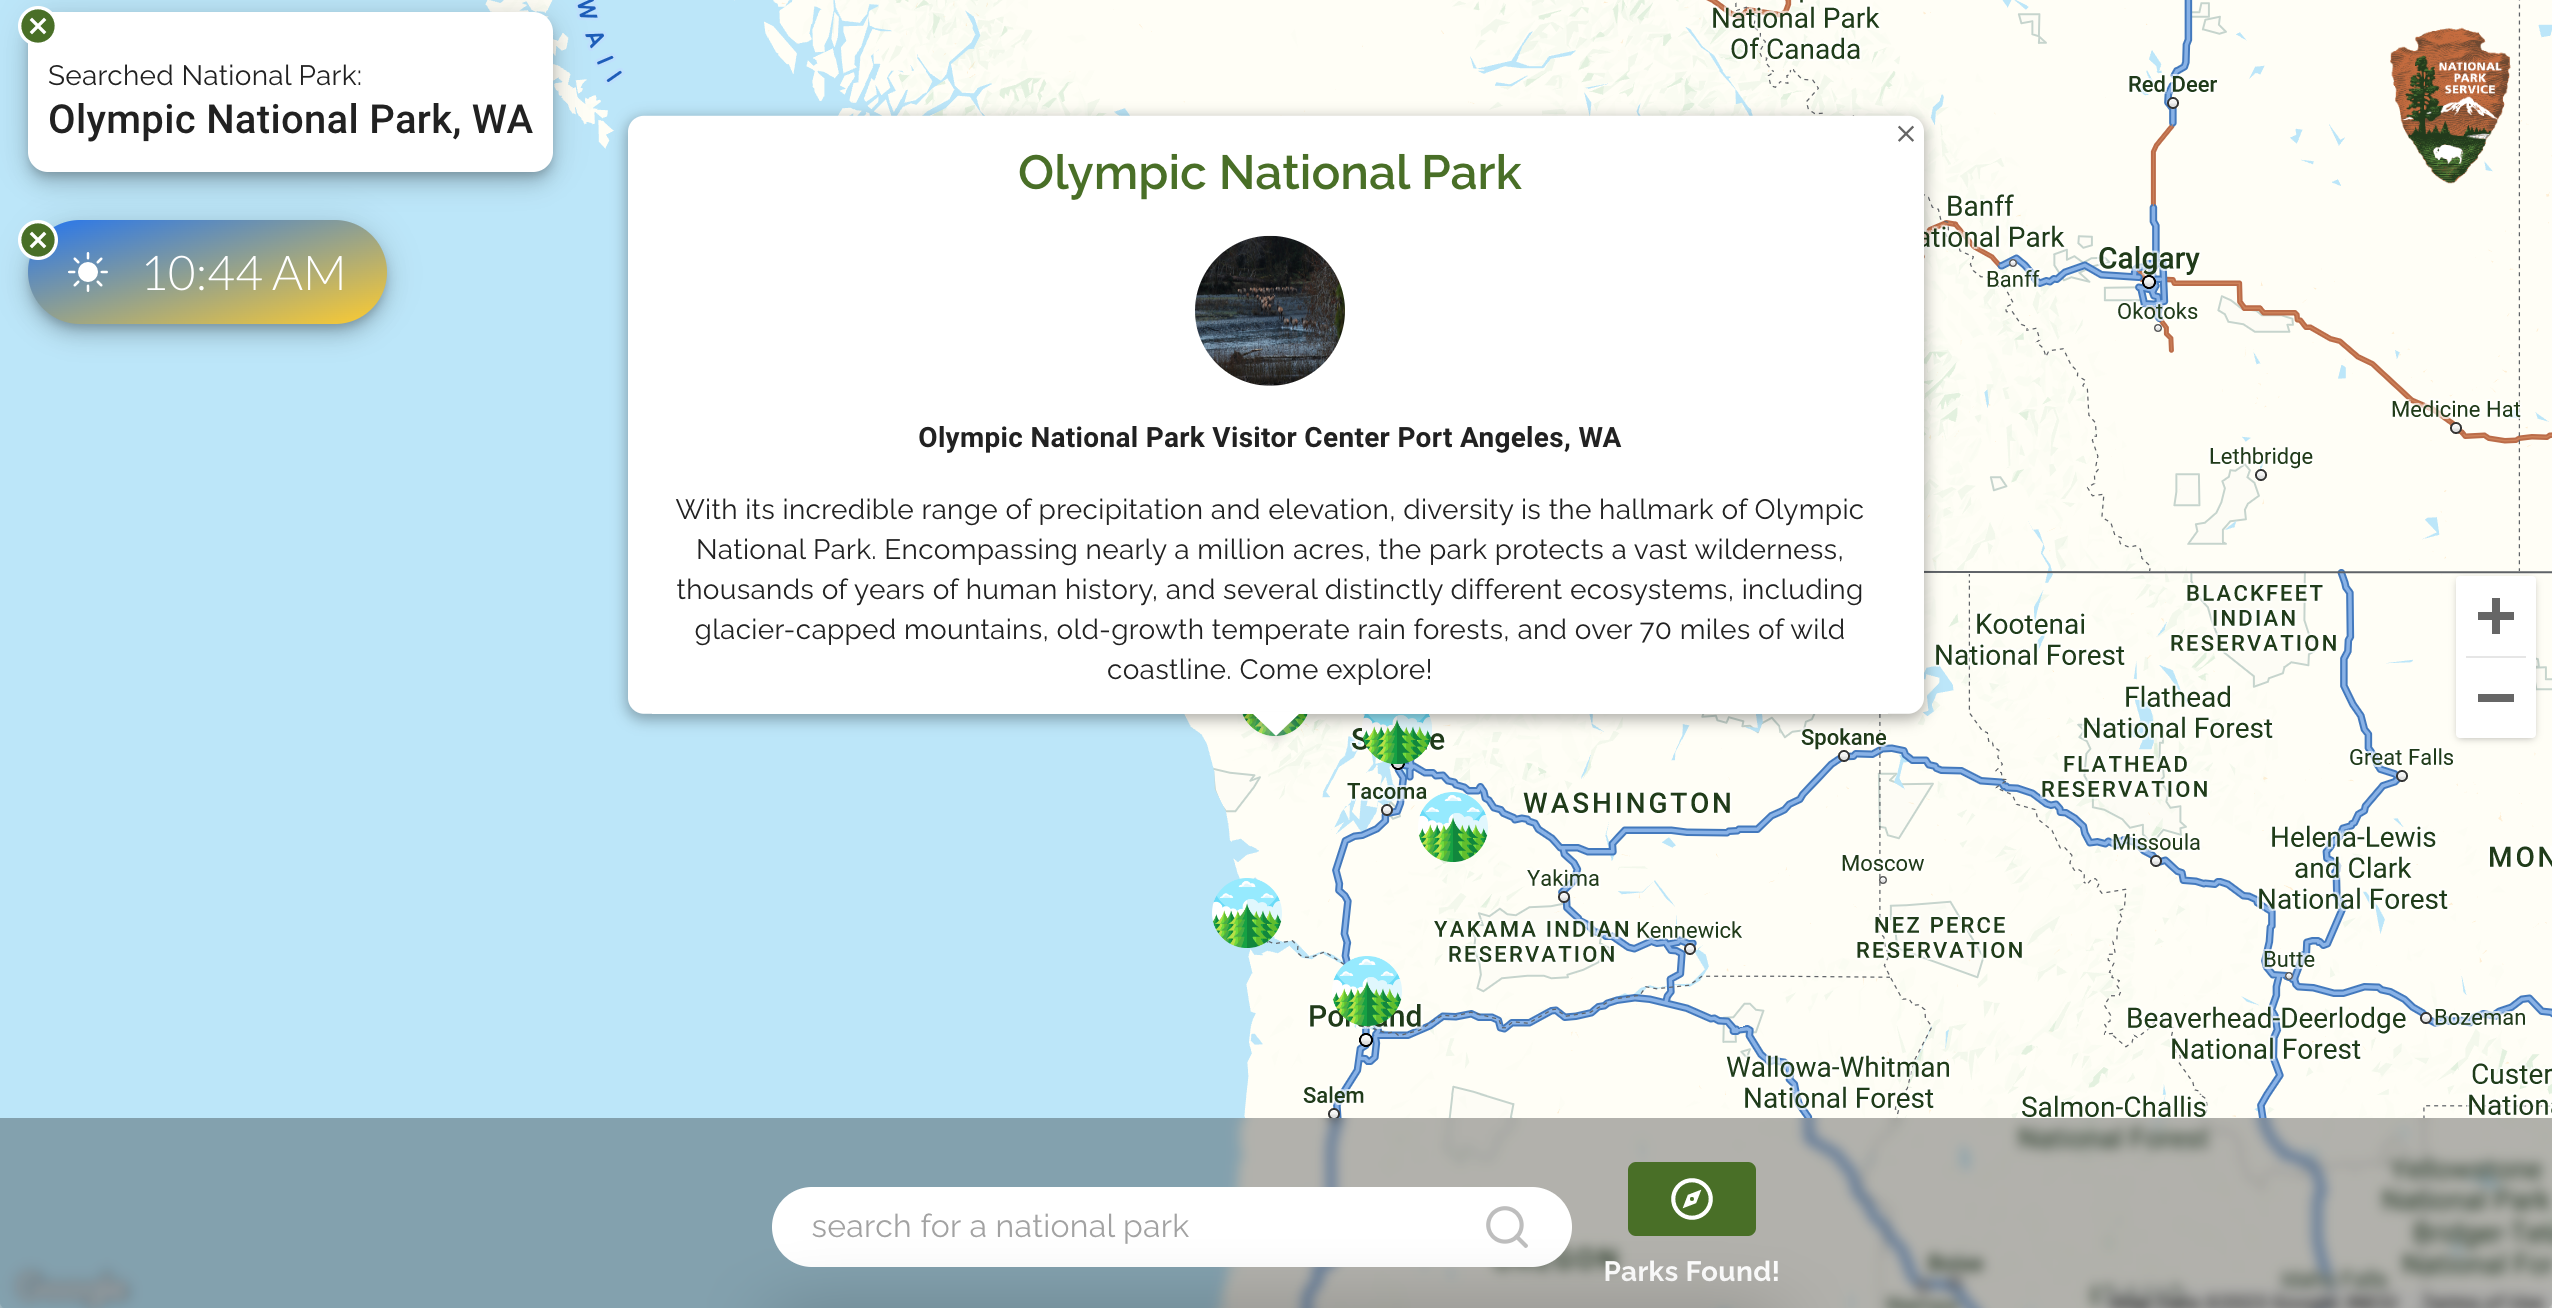 WAII
Searched National Park:
Olympic National Park, WA
10:44 AM
National Park
Of Canada
Red Deer
NATIONAL
PARK
SERVICE
Banff
ational Park
Banff
Calgary
Okotoks
Medicine Hat
Lethbridge
Olympic National Park
Olympic National Park Visitor Center Port Angeles, WA
With its incredible range of precipitation and elevation, diversity is the hallmark of Olympic
National Park. Encompassing nearly a million acres, the park protects a vast wilderness,
thousands of years of human history, and several distinctly different ecosystems, including
glacier-capped mountains, old-growth temperate rain forests, and over 70 miles of wild
coastline. Come explore!
BLACKFEET
INDIAN
RESERVATION
Kootenai
National Forest
Flathead
National Forest
FLATHEAD
RESERVATION
Great Falls
Spokane
Tacoma
WASHINGTON
Missoula
Helena-Lewis
and Clark
National Forest
MON
Moscow
Yakima
YAKAMA INDIAN
RESERVATION
Kennewick
NEZ PERCE
RESERVATION
Butte
Beaverhead-Deerlodge
National Forest
Bozeman
Wallowa-Whitman
National Forest
Salem
Salmon-Challis
National Forest
Custer
Nation
search for a national park
Parks Found!